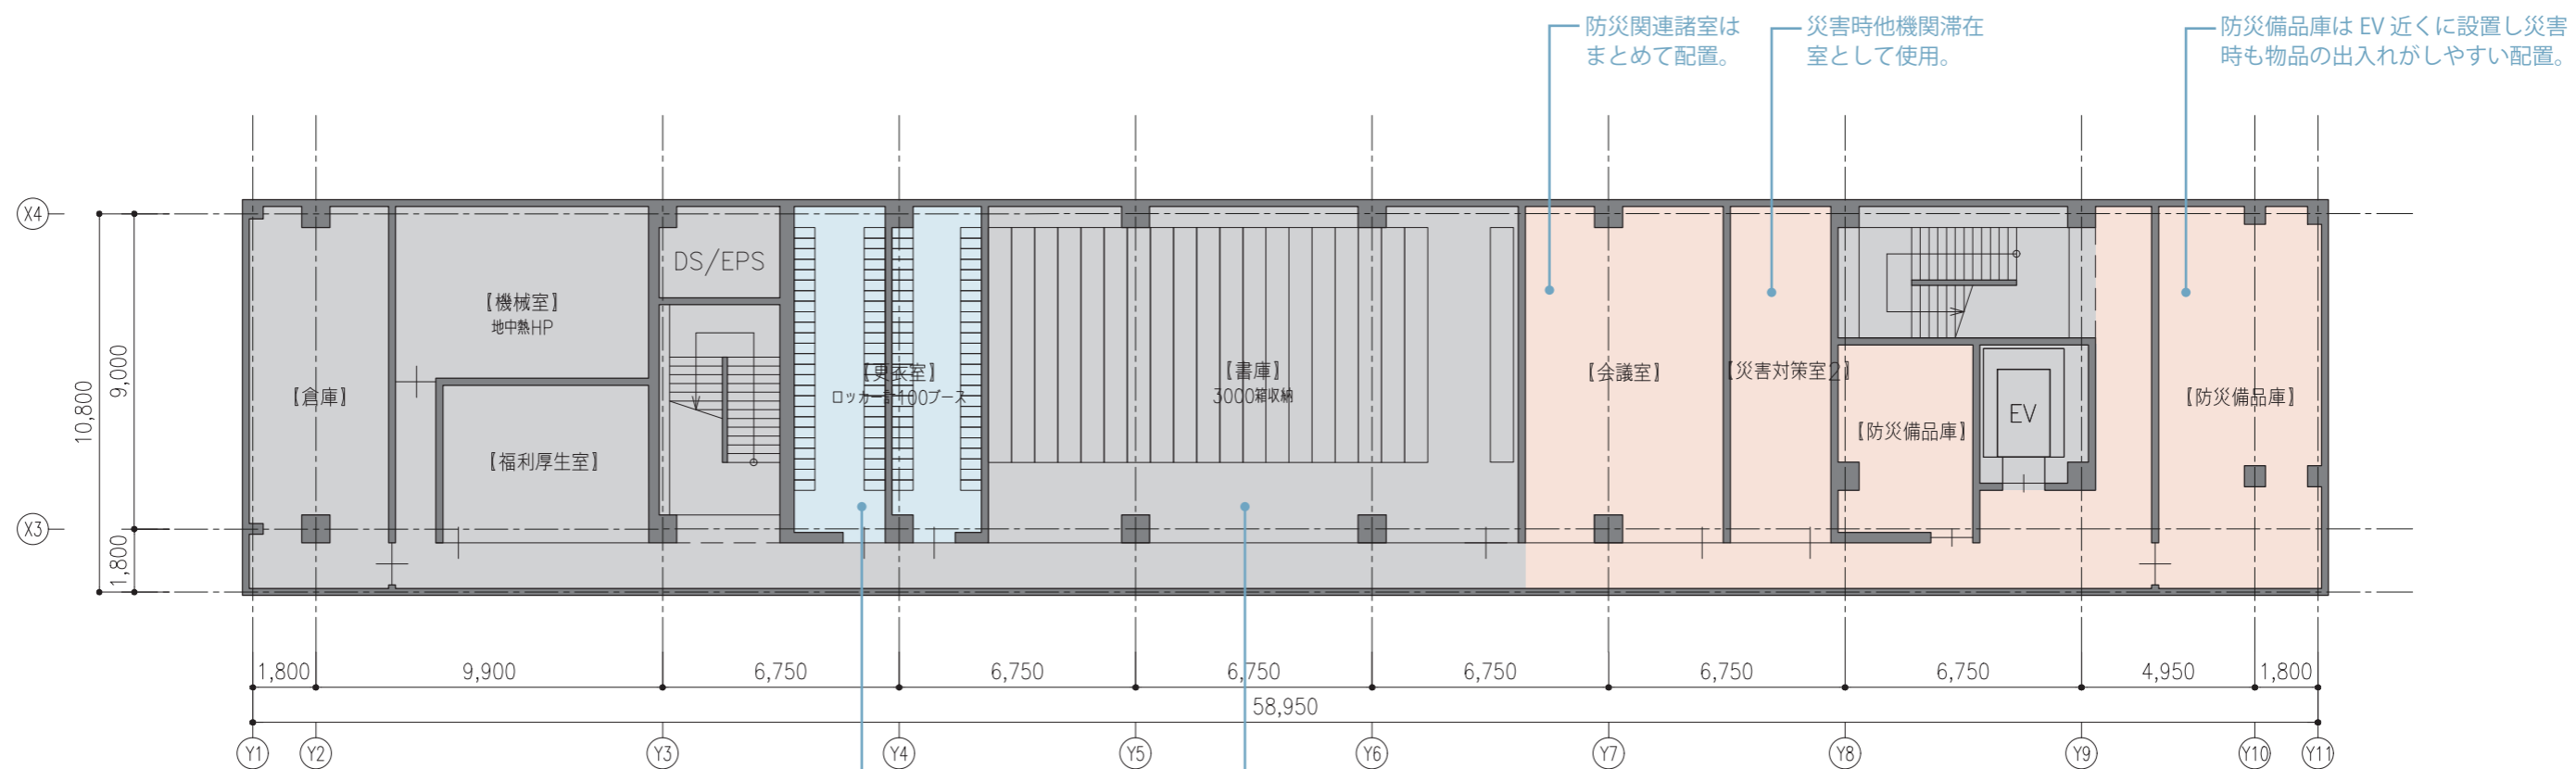 防災関連諸室は
まとめて配置。
災害時他機関滞在
室として使用。
防災備品庫は EV 近くに設置し災害
時も物品の出入れがしやすい配置。
X4
X3
10,800
9,000
1,800
【倉庫】
【機械室】
地中熱HP
【福利厚生室】
DS/EPS
【更衣室】
ロッカー計100ブース
【書庫】
3000箱収納
【会議室】
【災害対策室2】
【防災備品庫】
EV
【防災備品庫】
1,800
9,900
6,750
6,750
6,750
6,750
6,750
6,750
4,950
1,800
58,950
Y1
Y2
Y3
Y4
Y5
Y6
Y7
Y8
Y9
Y10
Y11